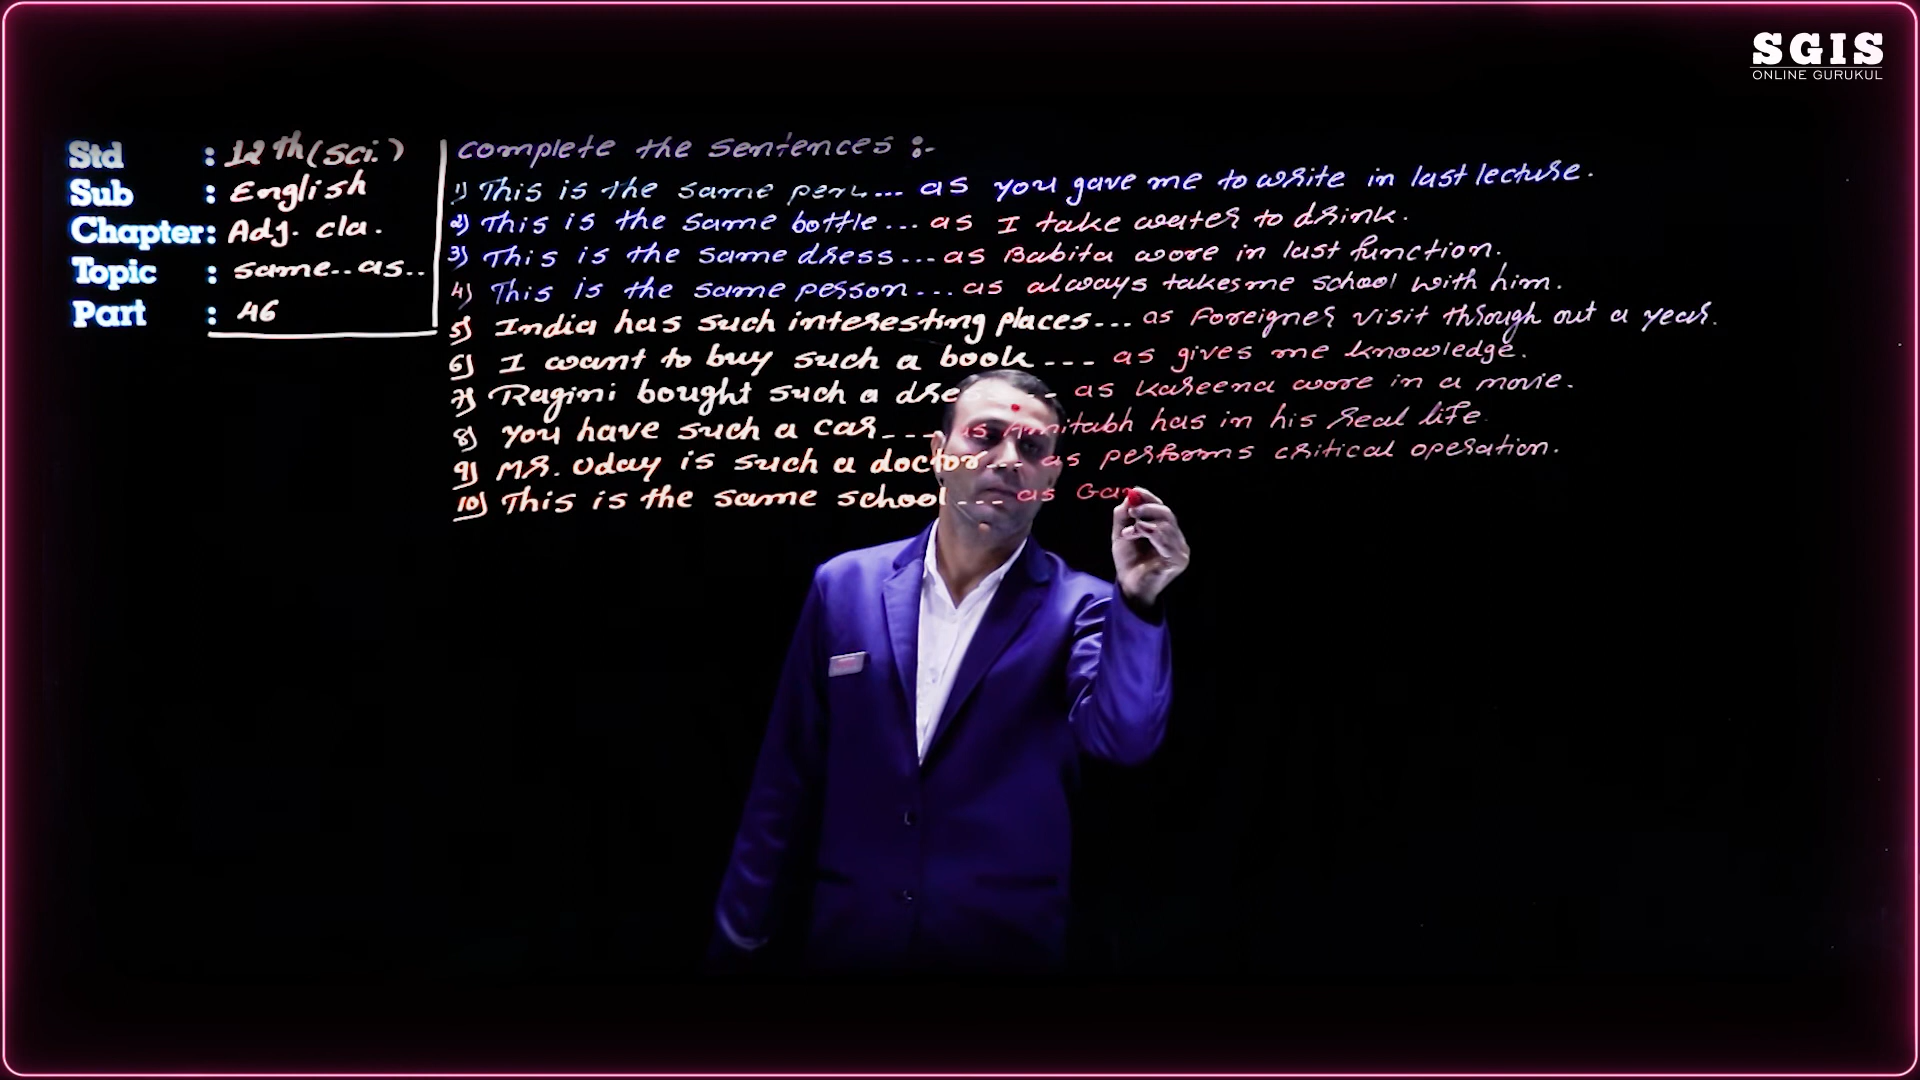 SGIS
ONLINE GURUKUL
Std : 12th (sci.)
Sub : English
Chapter : Adj. cla.
Topic : same.. as..
Part : 46
complete the sentences :-
1) This is the same pen... as you gave me to write in last lecture.
2) This is the same bottle... as I take water to drink.
3) This is the same dress... as Babita wore in last function.
4) This is the same person... as always takes me school with him.
5) India has such interesting places... as Foreigner visit through out a year.
6) I want to buy such a book --- as gives me knowledge.
7) Ragini bought such a dress --- as Kareena wore in a movie.
8) you have such a car --- as Amitabh has in his real life.
9) MR. Uday is such a doctor --- as performs critical operation.
10) This is the same school --- as Gan